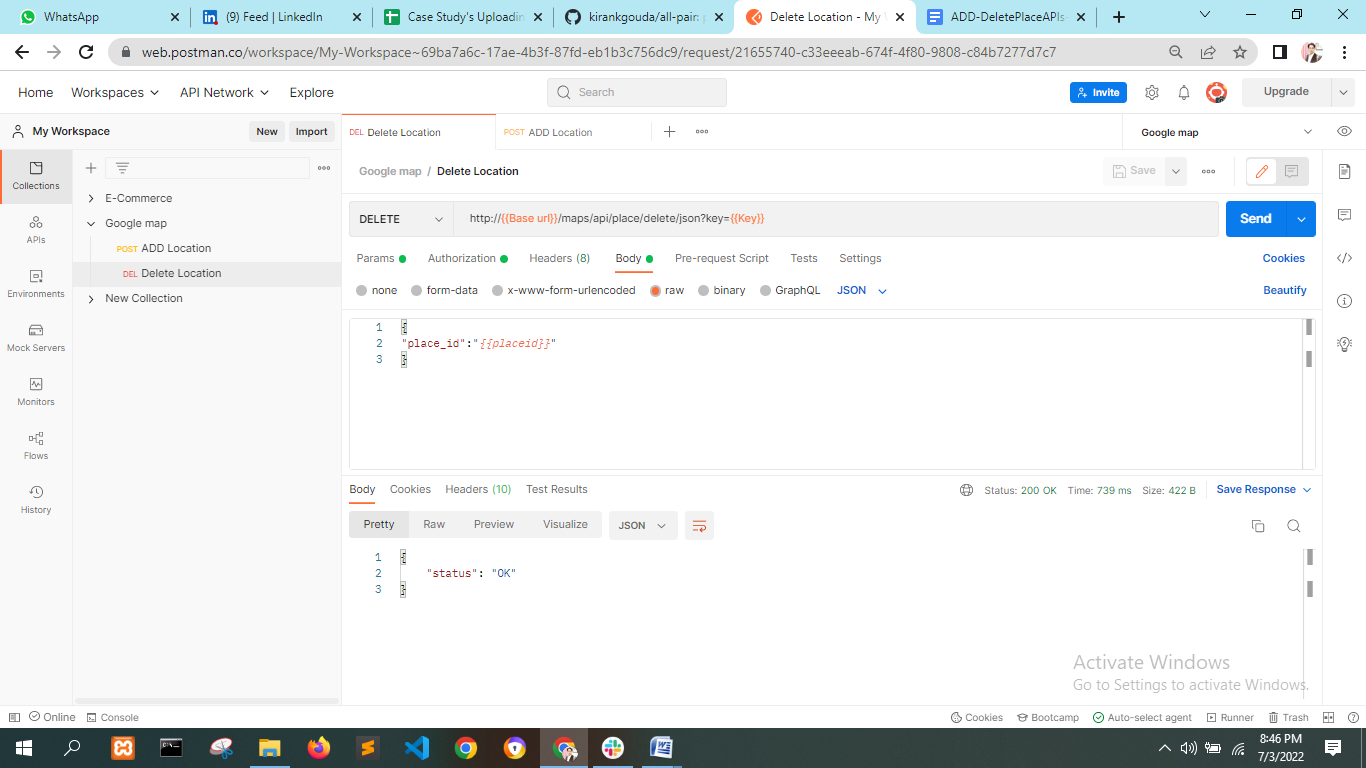 WhatsApp
(9) Feed | LinkedIn
Case Study's Uploadin
kirankgouda/all-pair: p
Delete Location - My W
ADD-DeletePlaceAPIs
web.postman.co/workspace/My-Workspace~69ba7a6c-17ae-4b3f-87fd-eb1b3c756dc9/request/21655740-c33eeeab-674f-4f80-9808-c84b7277d7c7
Home Workspaces API Network Explore
Search
Invite
Upgrade
My Workspace
New Import
DEL Delete Location
POST ADD Location
Google map
Collections
APIs
Environments
Mock Servers
Monitors
Flows
History
E-Commerce
Google map
POST ADD Location
DEL Delete Location
New Collection
Google map / Delete Location
Save
DELETE
http://{{Base url}}/maps/api/place/delete/json?key={{Key}}
Send
Params Authorization Headers (8) Body Pre-request Script Tests Settings
Cookies
none form-data x-www-form-urlencoded raw binary GraphQL JSON
Beautify
1 {
2 "place_id":"{{placeid}}"
3 }
Body Cookies Headers (10) Test Results
Status: 200 OK Time: 739 ms Size: 422 B
Save Response
Pretty Raw Preview Visualize JSON
1 {
2 "status": "OK"
3 }
Activate Windows
Go to Settings to activate Windows.
Online Console
Cookies Bootcamp Auto-select agent Runner Trash
8:46 PM
7/3/2022